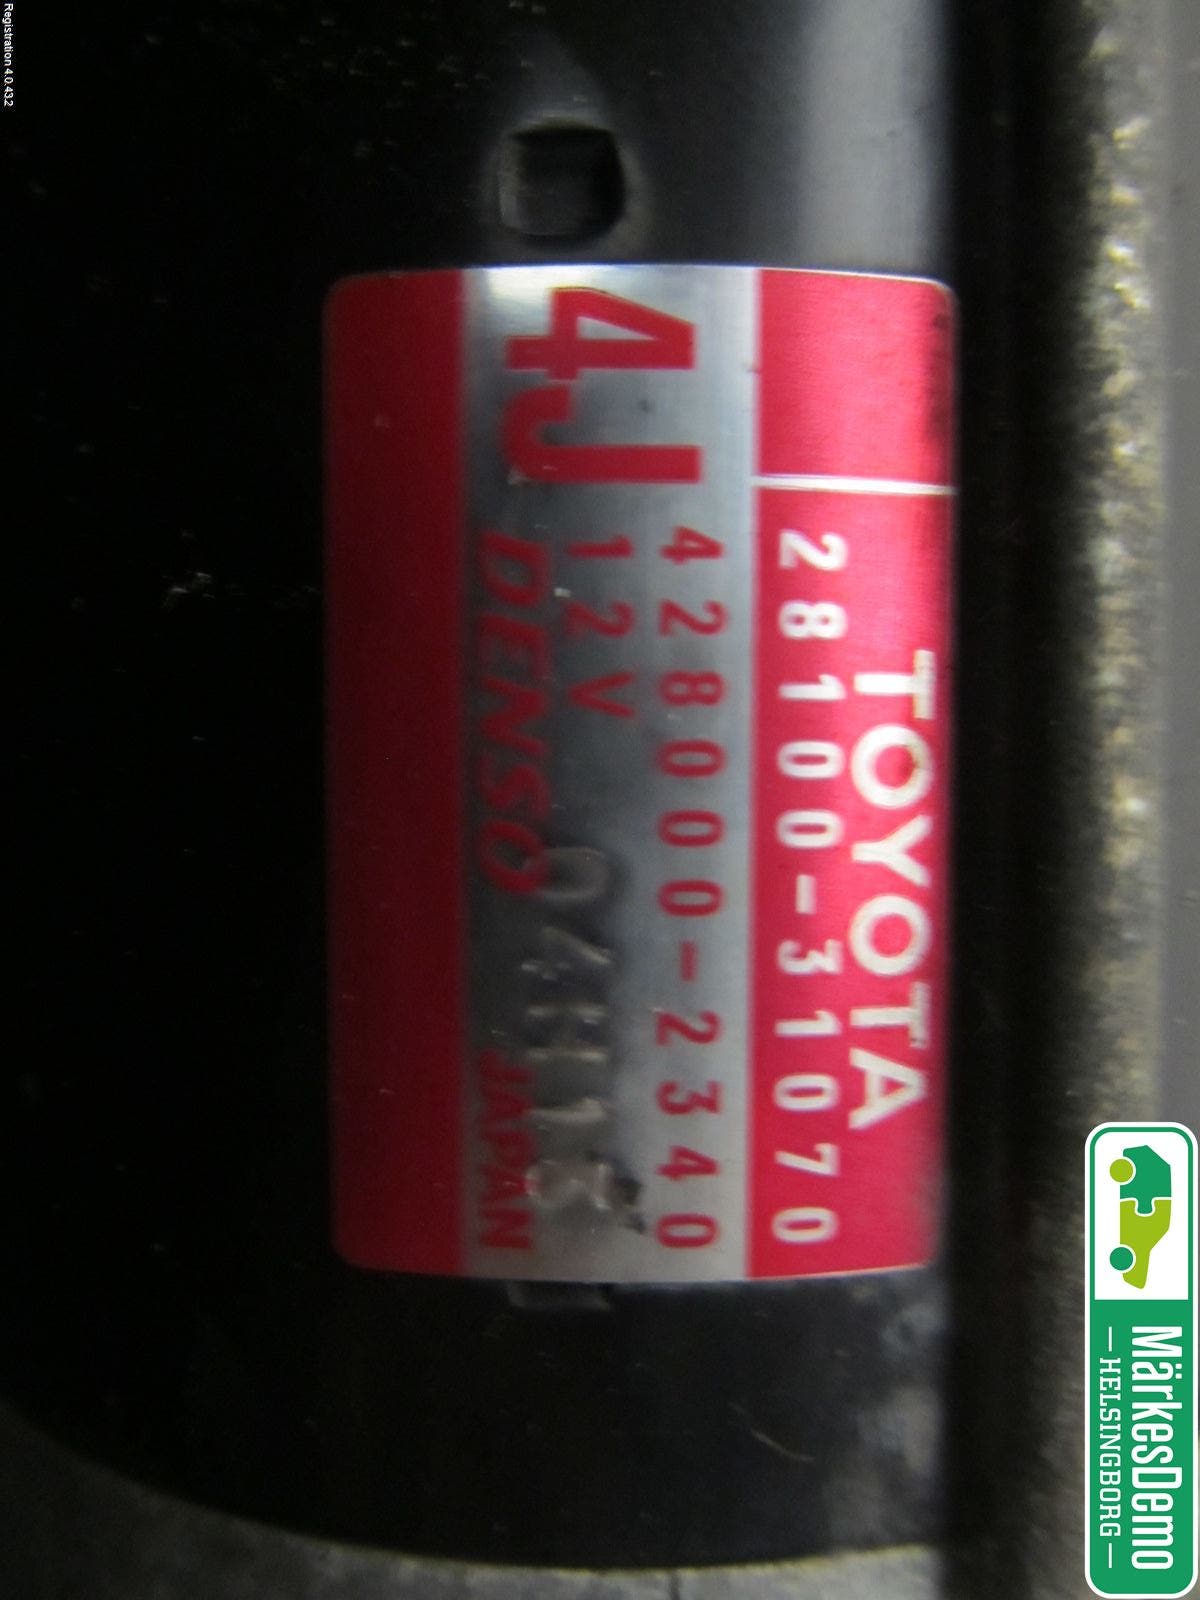 Registration 4.0.432
TOYOTA
28100-31070
4J
428000-2340
12V
DENSO
JAPAN
MärkesDemo
— HELSINGBORG —